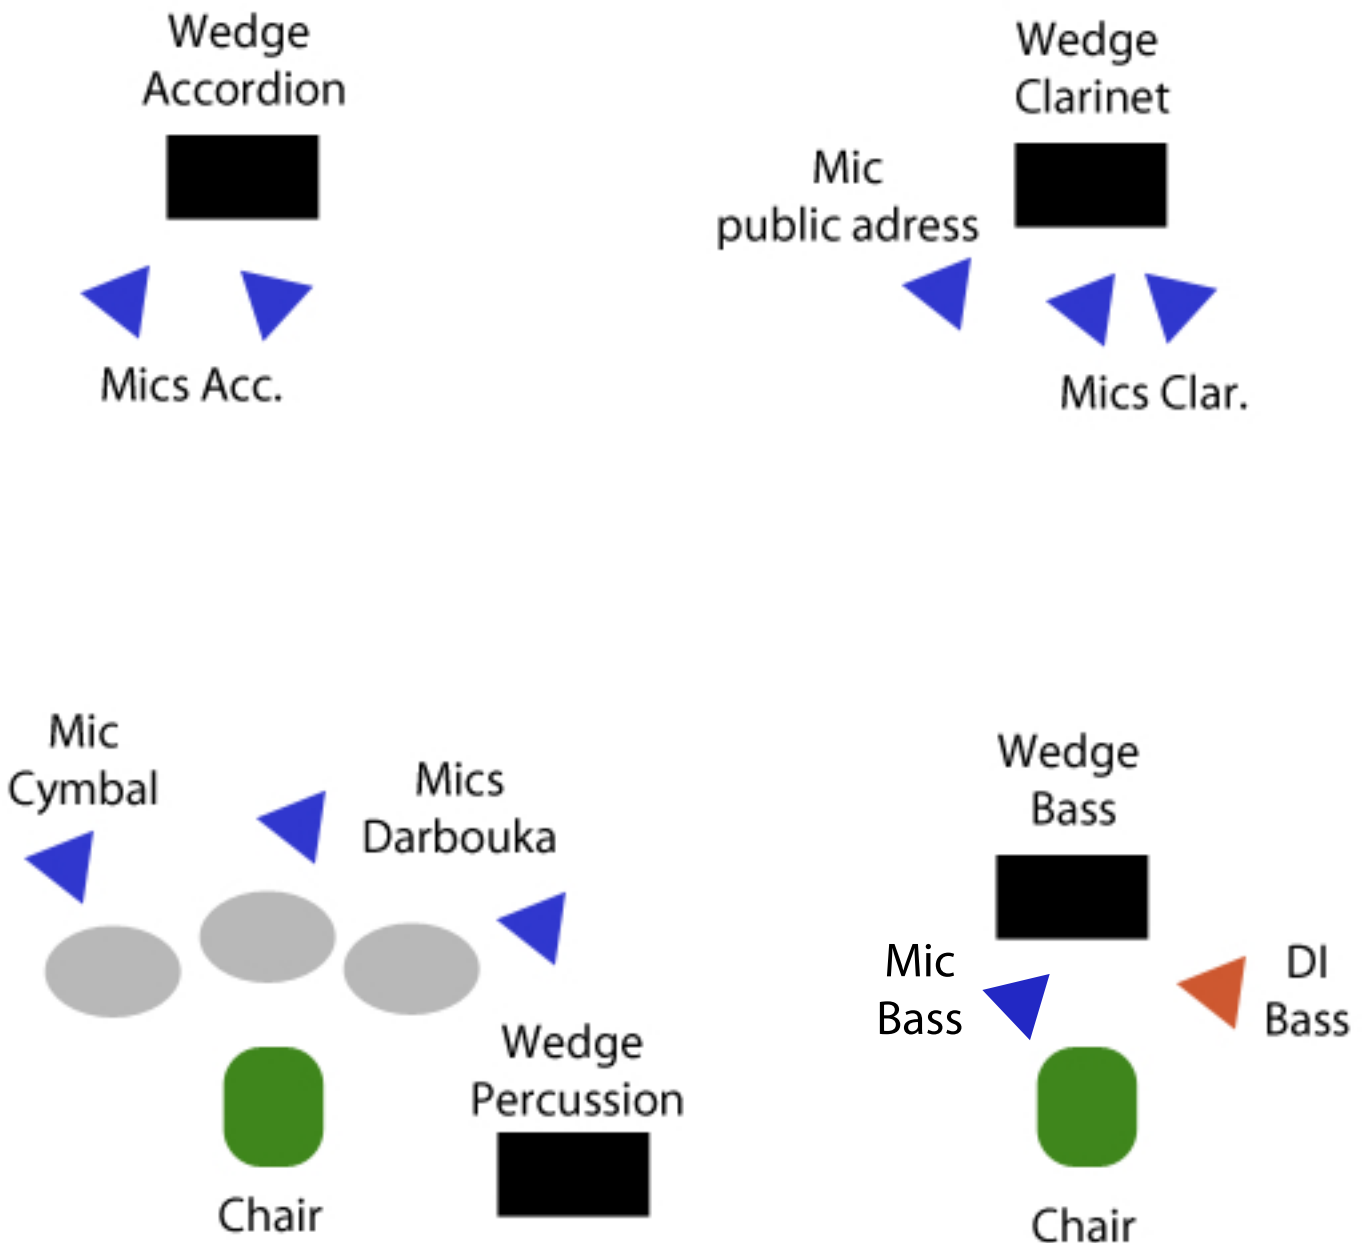 Wedge
Accordion
Wedge
Clarinet
Mic
public adress
Mics Acc.
Mics Clar.
Mic
Cymbal
Mics
Darbouka
Wedge
Bass
Mic
Bass
DI
Bass
Wedge
Percussion
Chair
Chair